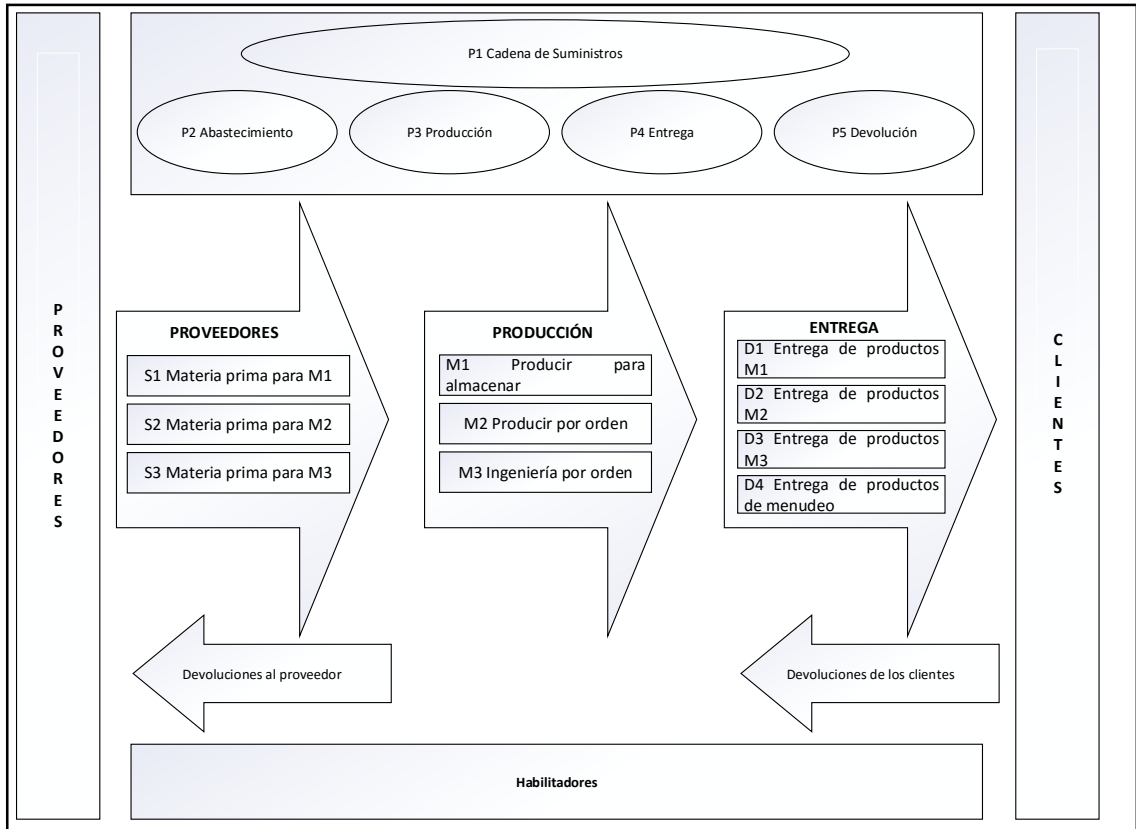 P1 Cadena de Suministros
P2 Abastecimiento
P3 Producción
P4 Entrega
P5 Devolución
PROVEEDORES
PROVEEDORES
S1 Materia prima para M1
S2 Materia prima para M2
S3 Materia prima para M3
PRODUCCIÓN
M1 Producir para
almacenar
M2 Producir por orden
M3 Ingeniería por orden
ENTREGA
D1 Entrega de productos
M1
D2 Entrega de productos
M2
D3 Entrega de productos
M3
D4 Entrega de productos
de menudeo
CLIENTES
Devoluciones al proveedor
Devoluciones de los clientes
Habilitadores